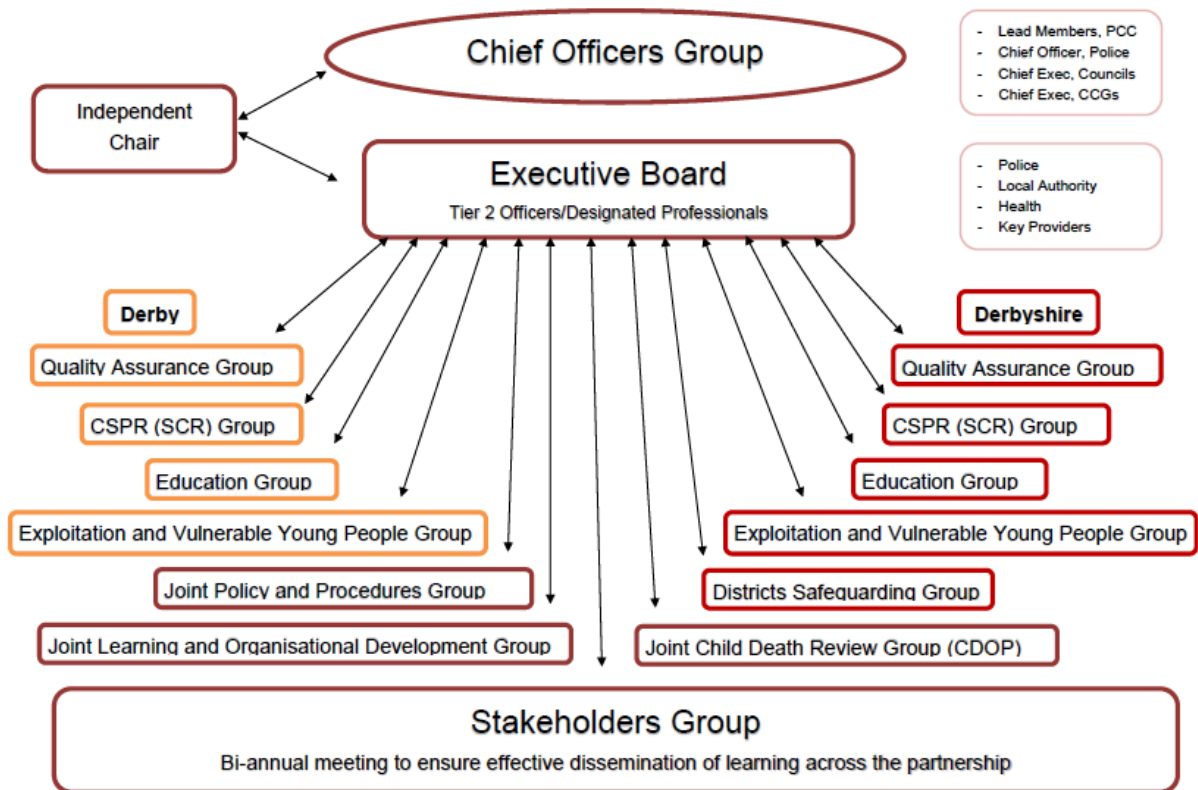 Chief Officers Group
- Lead Members, PCC
- Chief Officer, Police
- Chief Exec, Councils
- Chief Exec, CCGs
Independent
Chair
Executive Board
Tier 2 Officers/Designated Professionals
- Police
- Local Authority
- Health
- Key Providers
Derby
Quality Assurance Group
CSPR (SCR) Group
Education Group
Exploitation and Vulnerable Young People Group
Joint Policy and Procedures Group
Joint Learning and Organisational Development Group
Derbyshire
Quality Assurance Group
CSPR (SCR) Group
Education Group
Exploitation and Vulnerable Young People Group
Districts Safeguarding Group
Joint Child Death Review Group (CDOP)
Stakeholders Group
Bi-annual meeting to ensure effective dissemination of learning across the partnership